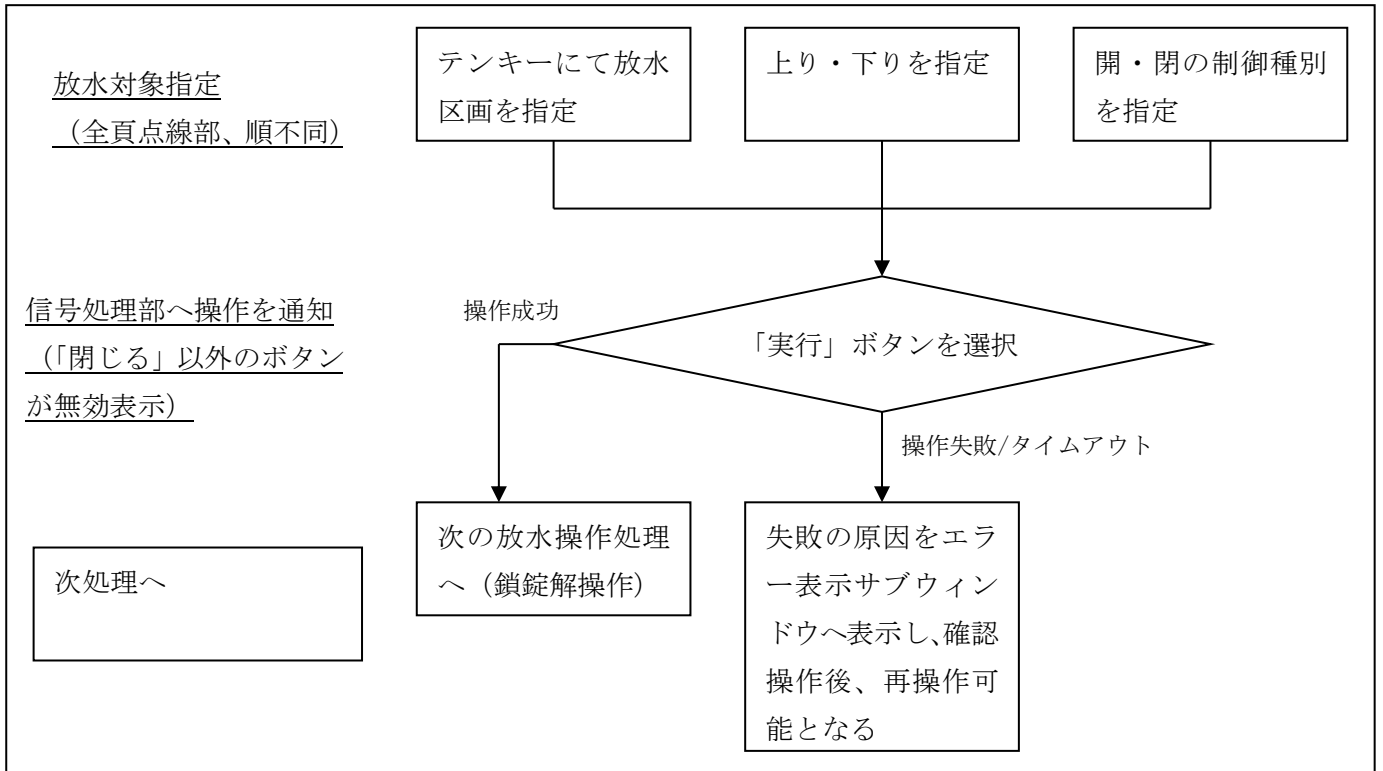 放水対象指定
（全頁点線部、順不同）
テンキーにて放水
区画を指定
上り・下りを指定
開・閉の制御種別
を指定
信号処理部へ操作を通知
（「閉じる」以外のボタン
が無効表示）
操作成功
「実行」ボタンを選択
操作失敗/タイムアウト
次処理へ
次の放水操作処理
へ（鎖錠解操作）
失敗の原因をエラ
ー表示サブウィン
ドウへ表示し、確認
操作後、再操作可
能となる